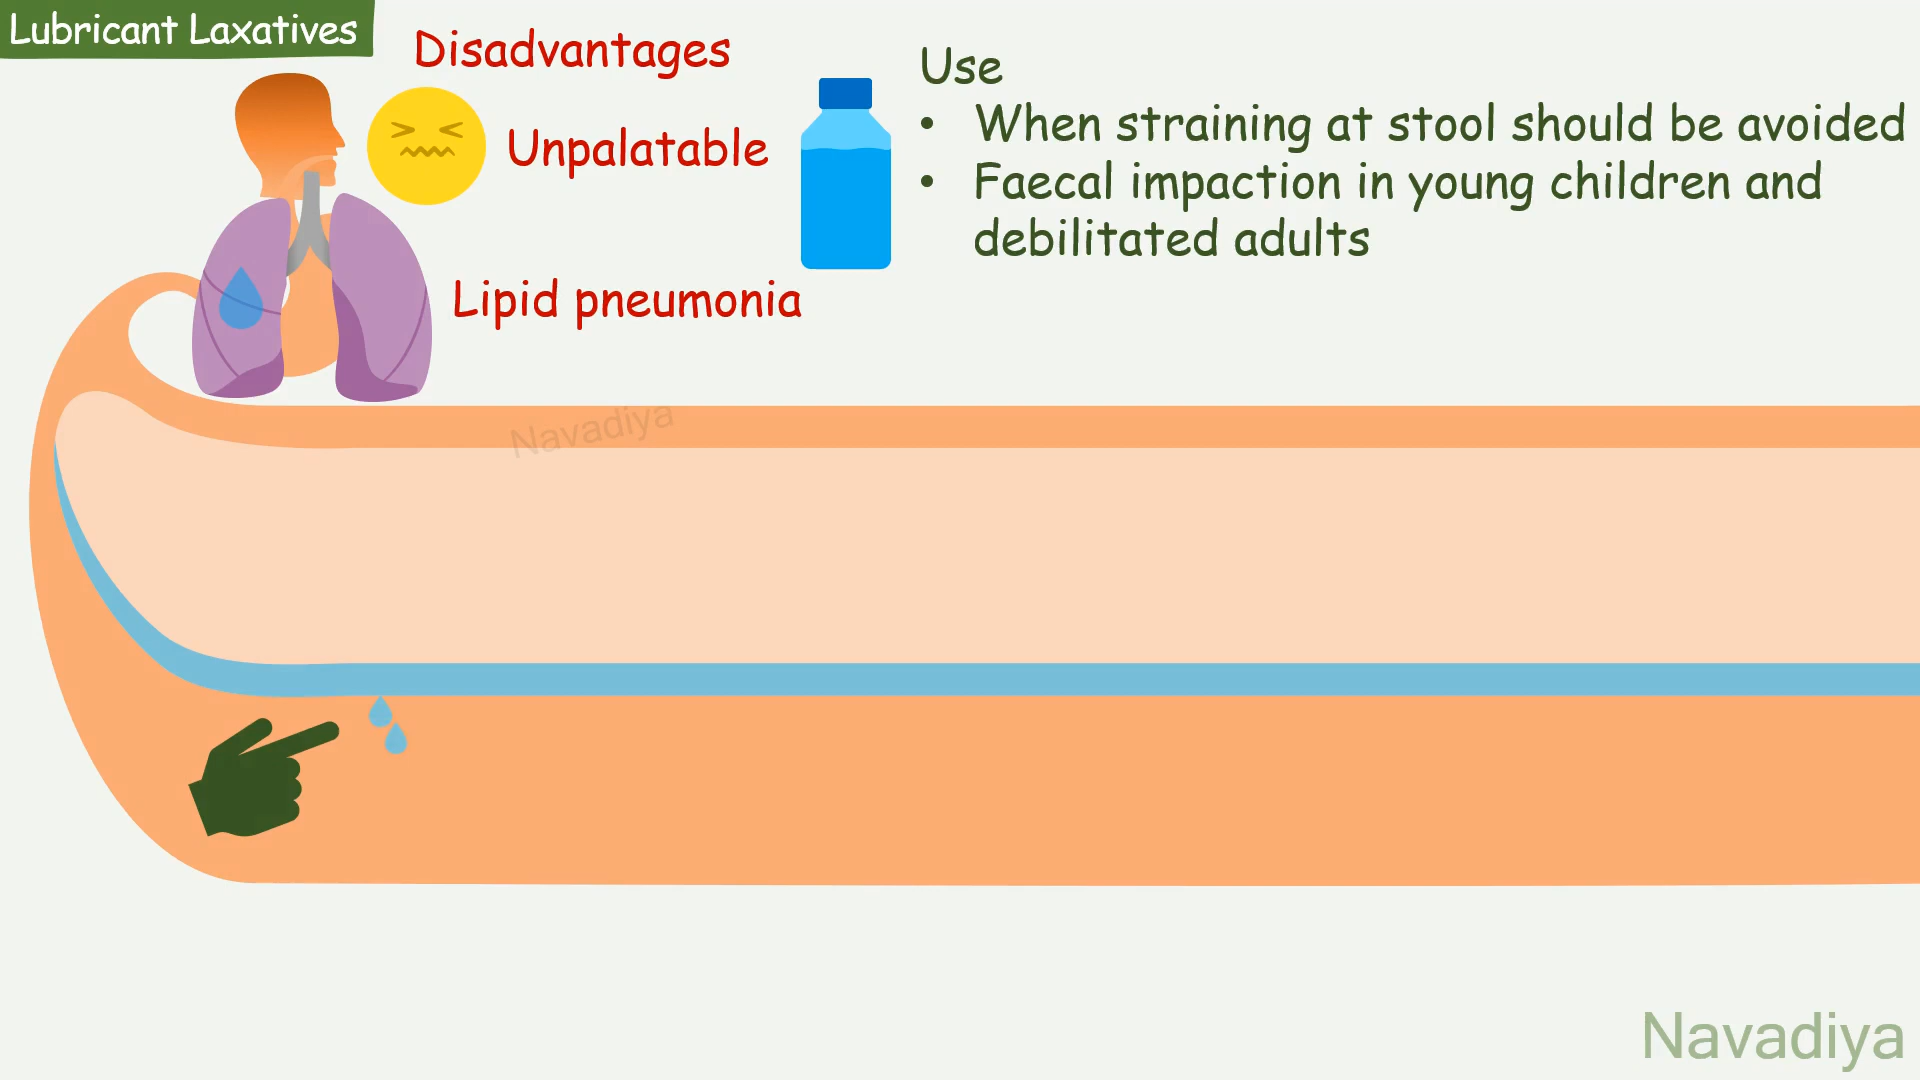 Lubricant Laxatives
Disadvantages
Unpalatable
Lipid pneumonia
Use
• When straining at stool should be avoided
• Faecal impaction in young children and
debilitated adults
Navadiya
Navadiya